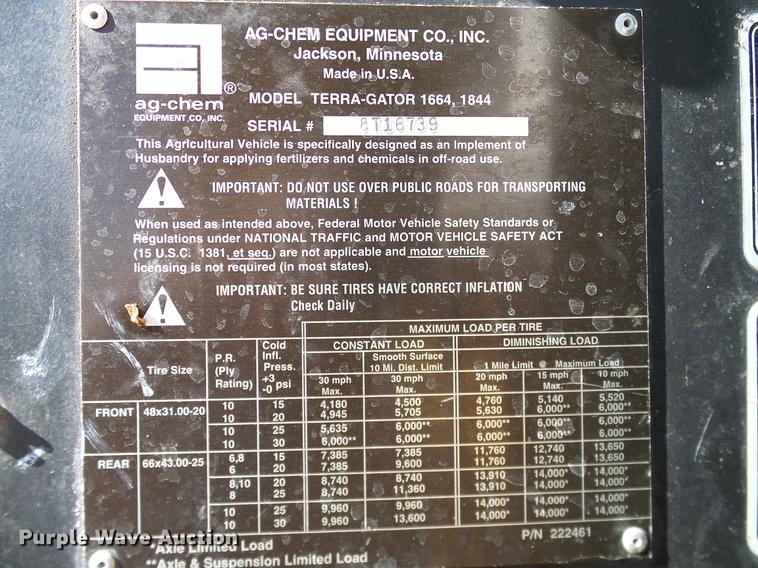 AG-CHEM EQUIPMENT CO., INC.
Jackson, Minnesota
Made in U.S.A.
ag-chem®
EQUIPMENT CO, INC.
MODEL TERRA-GATOR 1664, 1844
SERIAL # 8T16739
This Agricultural Vehicle is specifically designed as an Implement of
Husbandry for applying fertilizers and chemicals in off-road use.
IMPORTANT: DO NOT USE OVER PUBLIC ROADS FOR TRANSPORTING
MATERIALS !
When used as intended above, Federal Motor Vehicle Safety Standards or
Regulations under NATIONAL TRAFFIC and MOTOR VEHICLE SAFETY ACT
(15 U.S.C. 1381, et seq.) are not applicable and motor vehicle
licensing is not required (in most states).
IMPORTANT: BE SURE TIRES HAVE CORRECT INFLATION
Check Daily
MAXIMUM LOAD PER TIRE
CONSTANT LOAD DIMINISHING LOAD
Tire Size P.R. (Ply Rating) Cold Infl. Press. +3 -0 psi
Smooth Surface
10 Mi. Dist. Limit 1 Mile Limit @ Maximum Load
30 mph Max. 30 mph Max. 20 mph Max. 15 mph Max. 10 mph Max.
FRONT 48x31.00-20 10 15 4,180 4,500 4,760 5,140 5,520
10 20 4,945 5,705 5,630 6,000** 6,000**
10 25 5,635 6,000** 6,000** 6,000** 6,000**
10 30 6,000** 6,000** 6,000** 6,000** 6,000**
REAR 66x43.00-25 6,8 15 7,385 7,385 11,760 12,740 13,650
6 20 7,385 9,600 11,760 12,740 13,650
8,10 20 8,740 8,740 13,910 14,000* 14,000*
8 25 8,740 11,360 13,910 14,000* 14,000*
10 25 9,960 9,960 14,000* 14,000* 14,000*
10 30 9,960 13,600 14,000* 14,000* 14,000*
P/N 222461
*Axle Limited Load
**Axle & Suspension Limited Load
Purple Wave Auction